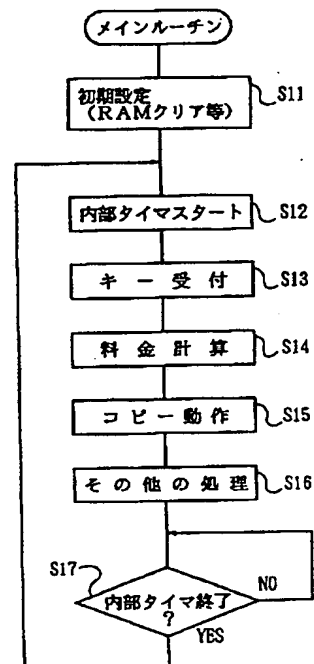 メインルーチン
初期設定
(RAMクリア等)
S11
内部タイマスタート
S12
キー受付
S13
料金計算
S14
コピー動作
S15
その他の処理
S16
S17
内部タイマ終了
?
NO
YES